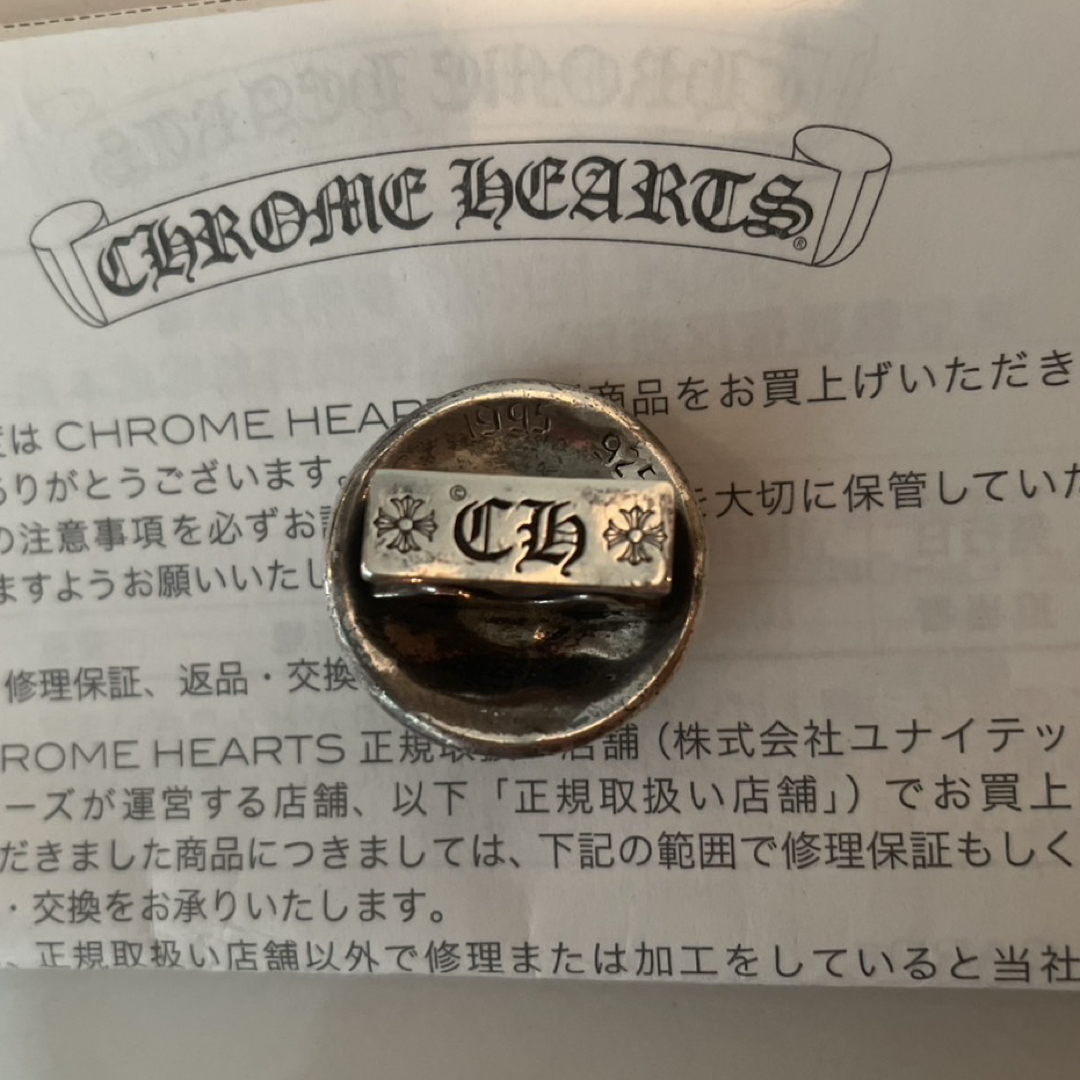 CHROME HEARTS®
度は CHROME HEAR 商品をお買上げいただき
ありがとうございます。 を大切に保管していた
の注意事項を必ずお
ますようお願いいたし
1995
925
© CH
修理保証、返品・交換
ROME HEARTS 正規取扱 店舗（株式会社ユナイテッ
ーズが運営する店舗、以下「正規取扱い店舗」）でお買上
だきました商品につきましては、下記の範囲で修理保証もしく
・交換をお承りいたします。
、正規取扱い店舗以外で修理または加工をしていると当社